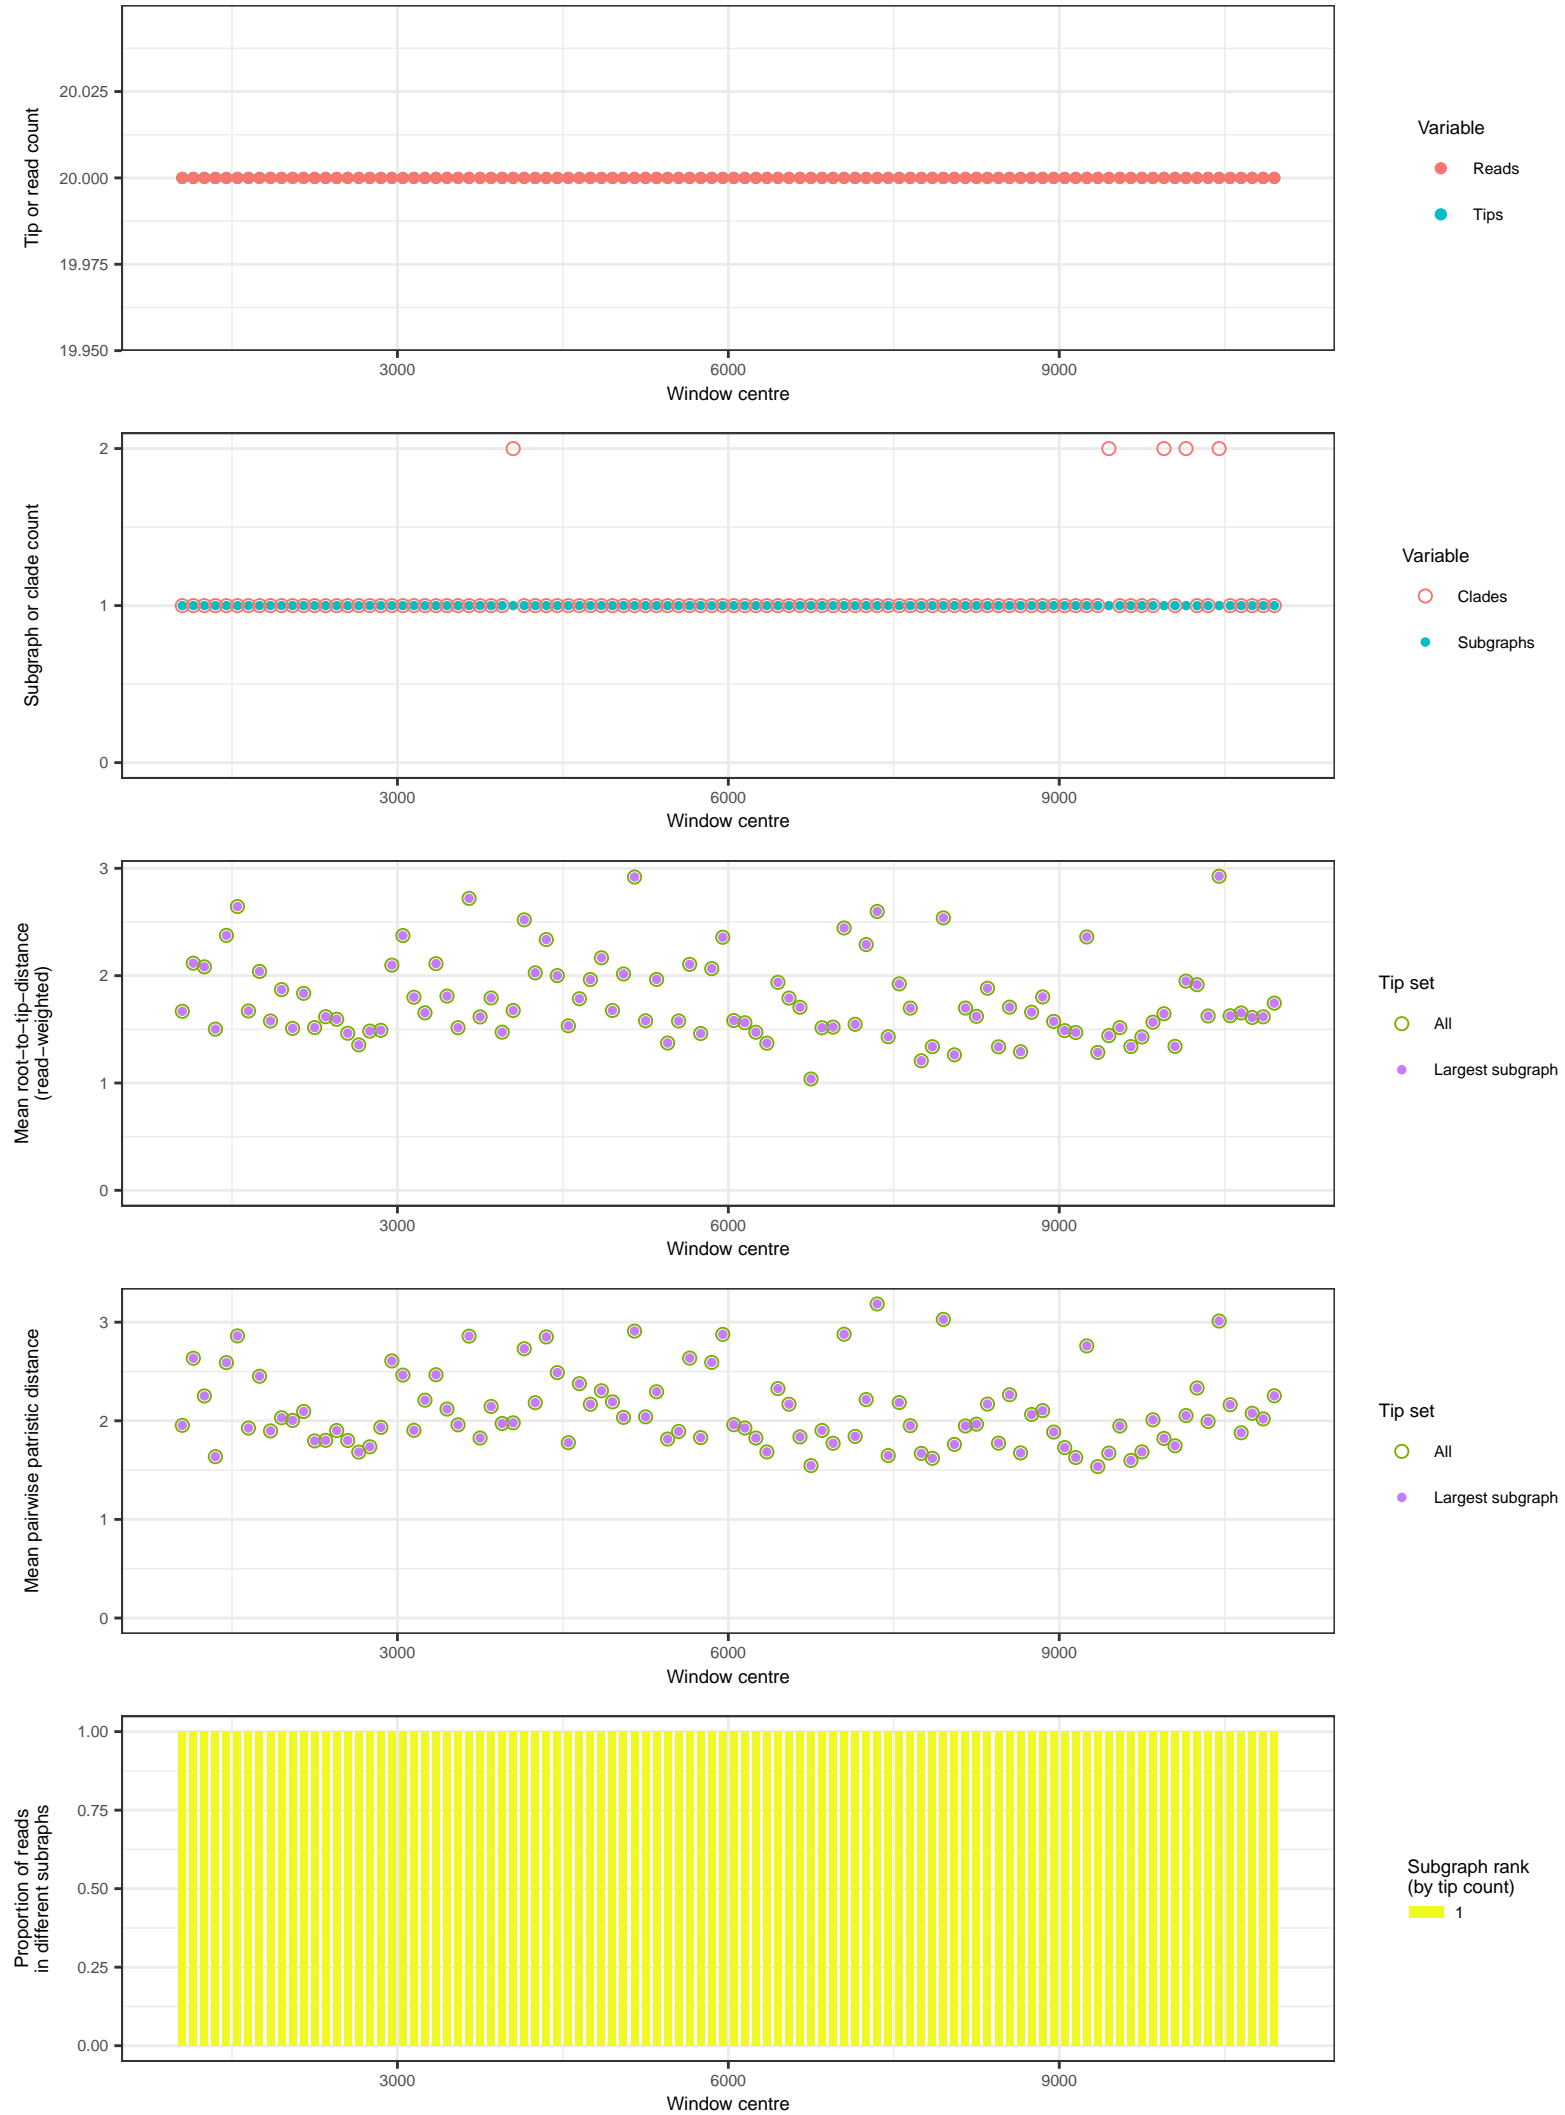 Tip or read count
20.025
20.000
19.975
19.950
3000
6000
9000
Window centre
Variable
Reads
Tips
Subgraph or clade count
2
1
0
3000
6000
9000
Window centre
Variable
Clades
Subgraphs
Mean root−to−tip−distance
(read−weighted)
3
2
1
0
3000
6000
9000
Window centre
Tip set
All
Largest subgraph
Mean pairwise patristic distance
3
2
1
0
3000
6000
9000
Window centre
Tip set
All
Largest subgraph
Proportion of reads
in different subraphs
1.00
0.75
0.50
0.25
0.00
3000
6000
9000
Window centre
Subgraph rank
(by tip count)
1